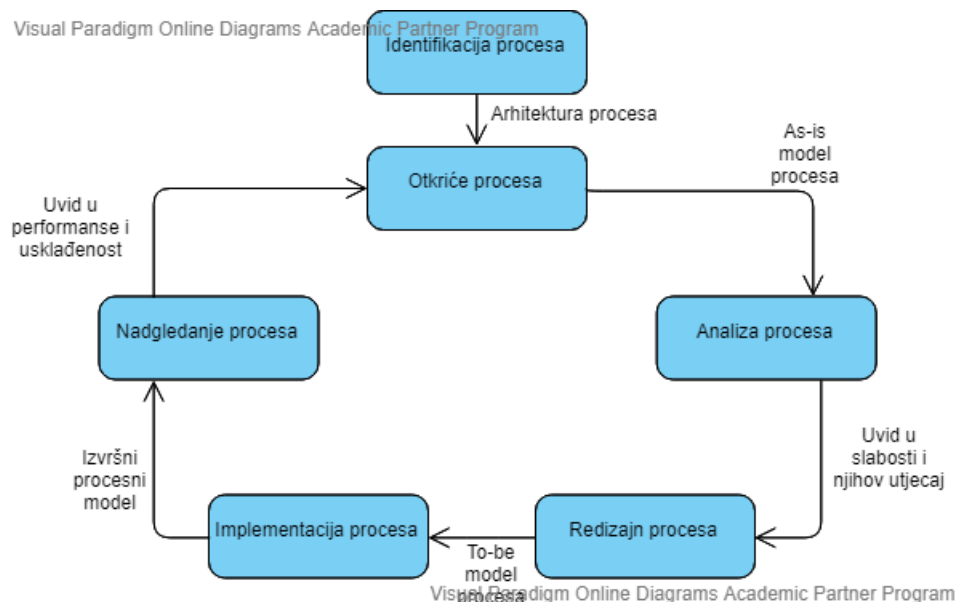 Visual Paradigm Online Diagrams Academic Partner Program
Identifikacija procesa
Arhitektura procesa
As-is
model
procesa
Otkriće procesa
Uvid u
performanse i
usklađenost
Nadgledanje procesa
Analiza procesa
Uvid u
slabosti i
njihov utjecaj
Izvršni
procesni
model
Implementacija procesa
Redizajn procesa
To-be
model
procesa
Visual Paradigm Online Diagrams Academic Partner Program